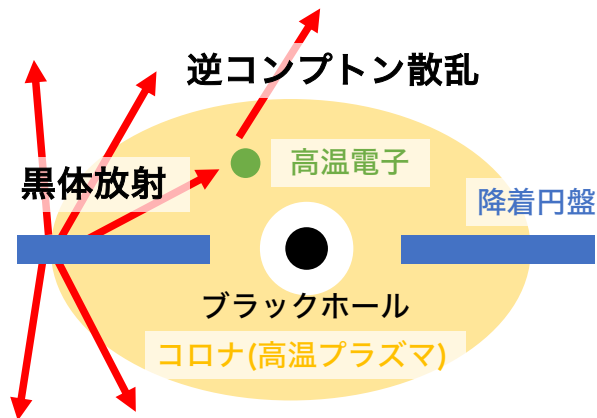 逆コンプトン散乱
高温電子
黒体放射
降着円盤
ブラックホール
コロナ(高温プラズマ)